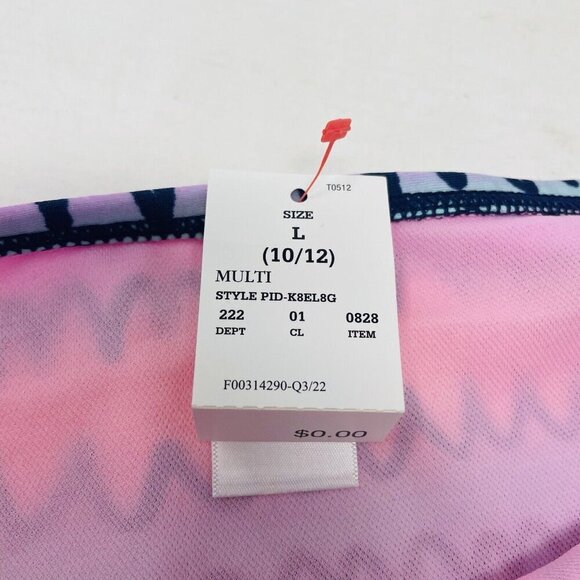 T0512
SIZE
L
(10/12)
MULTI
STYLE PID-K8EL8G
222 01 0828
DEPT CL ITEM
F00314290-Q3/22
$0.00